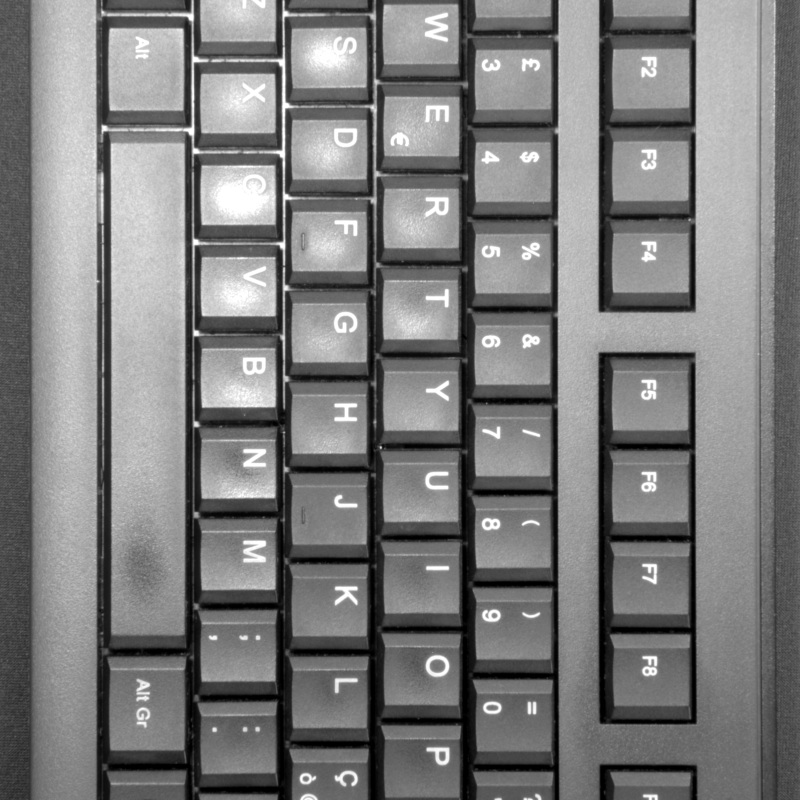 F2 F3 F4 F5 F6 F7 F8
£ $ % & / ( ) =
3 4 5 6 7 8 9 0
W E R T Y U I O P
€
S D F G H J K L ç
ò
Z X C V B N M ; :
, .
Alt Alt Gr